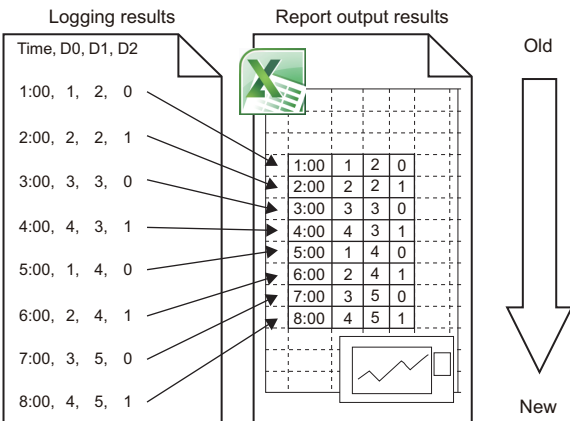 Logging results
Time, D0, D1, D2
1:00, 1, 2, 0
2:00, 2, 2, 1
3:00, 3, 3, 0
4:00, 4, 3, 1
5:00, 1, 4, 0
6:00, 2, 4, 1
7:00, 3, 5, 0
8:00, 4, 5, 1
Report output results
X
1:00 1 2 0
2:00 2 2 1
3:00 3 3 0
4:00 4 3 1
5:00 1 4 0
6:00 2 4 1
7:00 3 5 0
8:00 4 5 1
Old
New